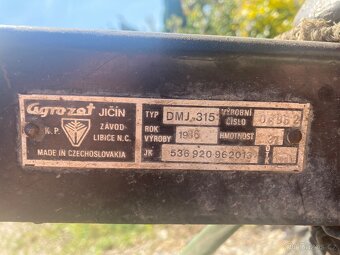 agrozet JIČÍN
K.P. ZÁVOD
LIBICE N.C.
MADE IN CZECHOSLOVAKIA
TYP DMJ-315 VÝROBNÍ ČÍSLO
ROK VÝROBY HMOTNOST
JK 536 920 962013